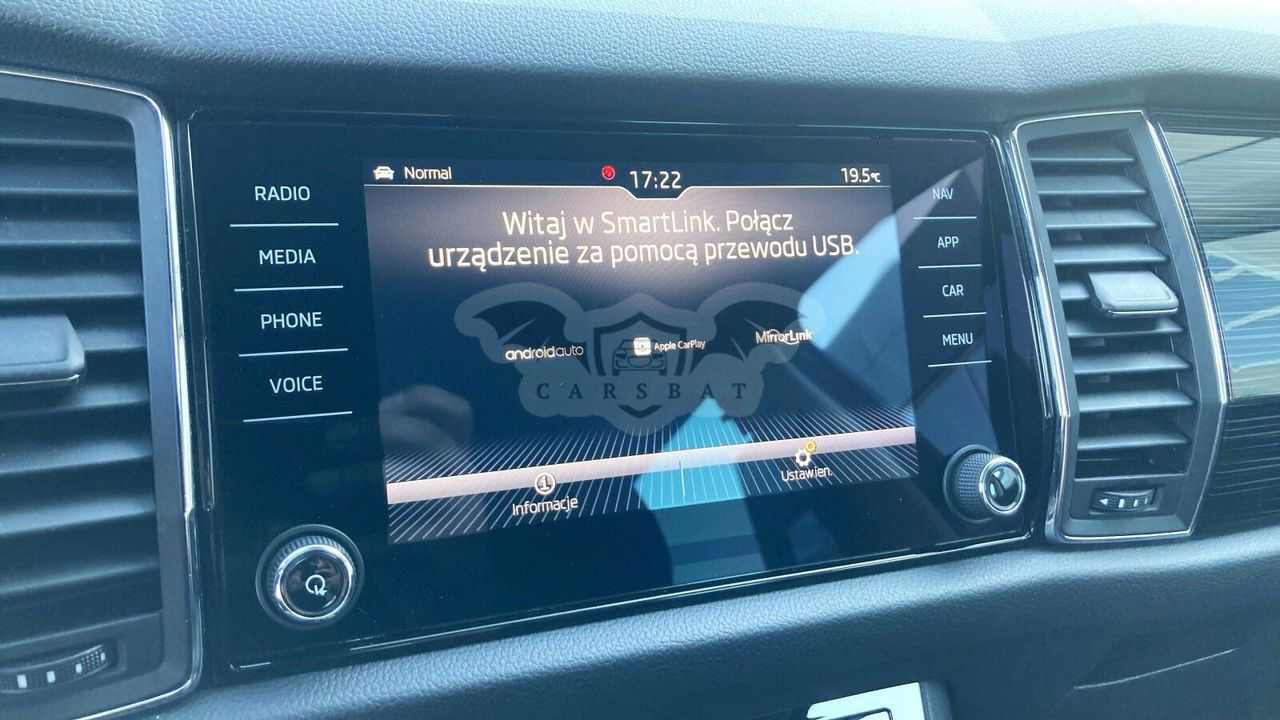 Normal
17:22
19.5°C
RADIO
MEDIA
PHONE
VOICE
Witaj w SmartLink. Połącz
urządzenie za pomocą przewodu USB.
androidauto
Apple CarPlay
MirrorLink
CARSBAT
Informacje
Ustawien.
NAV
APP
CAR
MENU